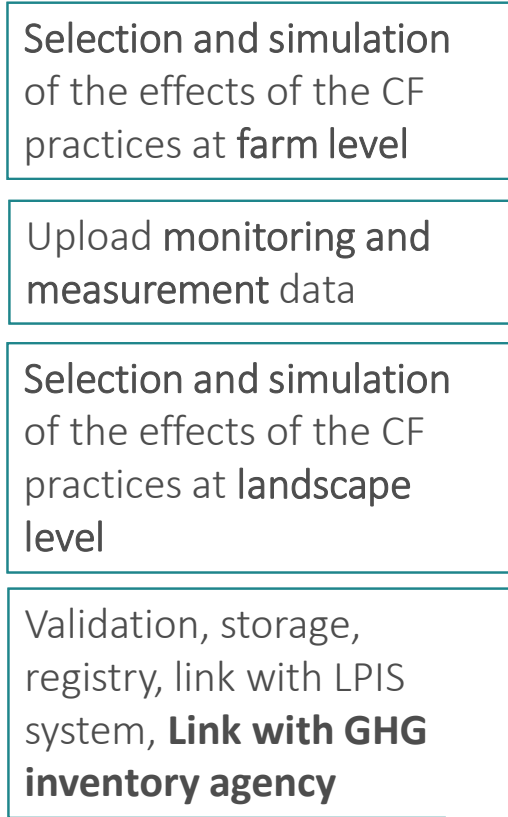 Selection and simulation
of the effects of the CF
practices at farm level
Upload monitoring and
measurement data
Selection and simulation
of the effects of the CF
practices at landscape
level
Validation, storage,
registry, link with LPIS
system, Link with GHG
inventory agency